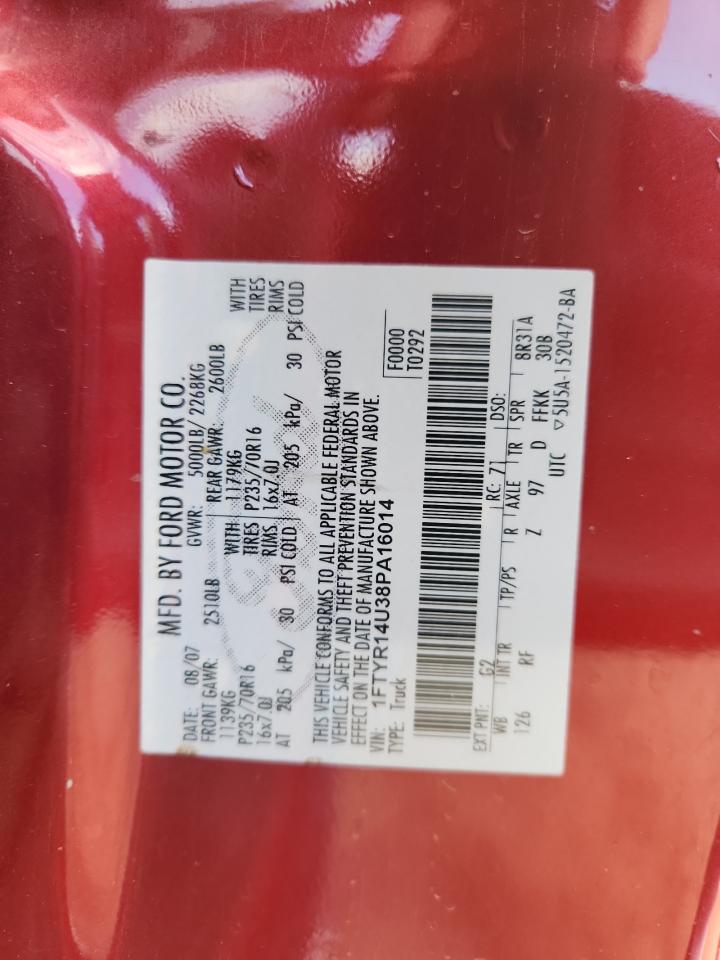 MFD. BY FORD MOTOR CO.
DATE: 08/07 GVWR: 5000LB/ 2268KG
FRONT GAWR: 2510LB REAR GAWR: 2600LB
1139KG WITH 1179KG WITH
P235/70R16 TIRES P235/70R16 TIRES
16x7.0J RIMS 16x7.0J RIMS
AT 205 kPa/ 30 PSI COLD AT 205 kPa/ 30 PSI COLD
THIS VEHICLE CONFORMS TO ALL APPLICABLE FEDERAL MOTOR
VEHICLE SAFETY AND THEFT PREVENTION STANDARDS IN
EFFECT ON THE DATE OF MANUFACTURE SHOWN ABOVE.
VIN: 1FTYR14U38PA16014 F0000
TYPE: Truck T0292
EXT PNT: G2 RC: 71 DSO:
WB INT TR TP/PS R AXLE TR SPR 8R31A
126 RF Z 97 D FFKK 30B
UTC ▽5U5A-1520472-BA